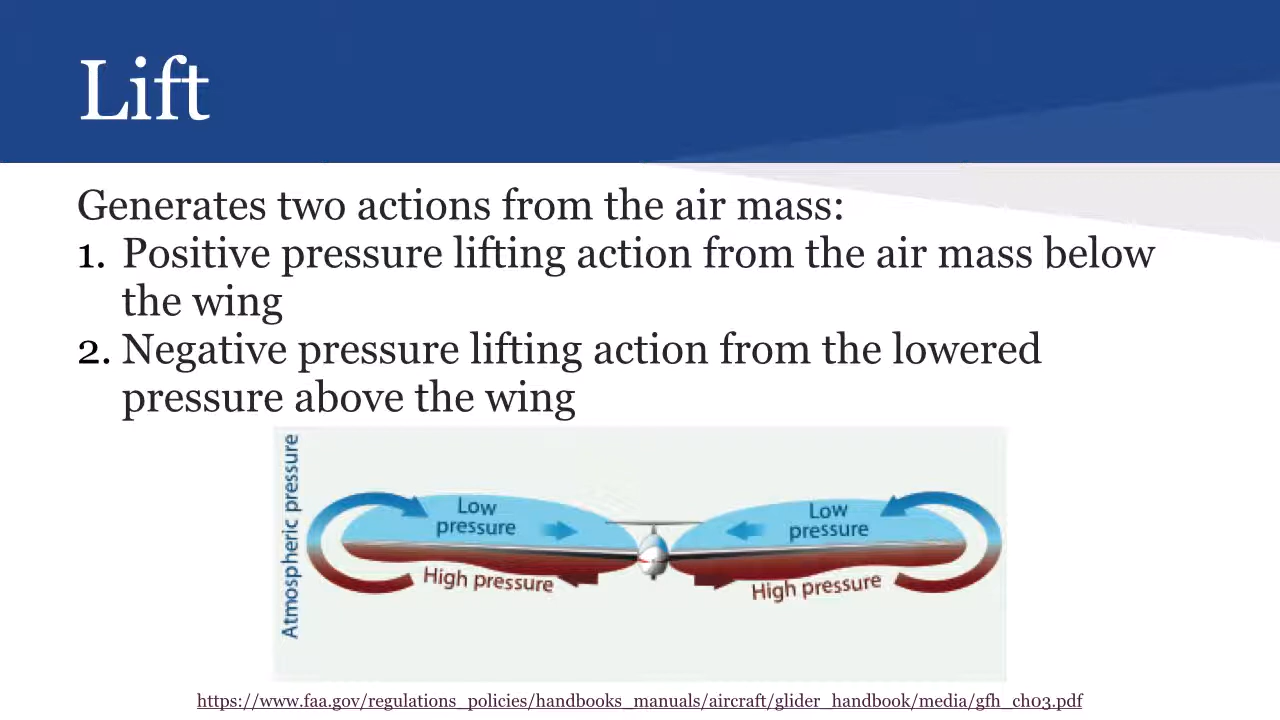 Lift
Generates two actions from the air mass:
1. Positive pressure lifting action from the air mass below
the wing
2. Negative pressure lifting action from the lowered
pressure above the wing
Atmospheric pressure
Low
pressure
Low
pressure
High pressure
High pressure
https://www.faa.gov/regulations_policies/handbooks_manuals/aircraft/glider_handbook/media/gfh_ch03.pdf